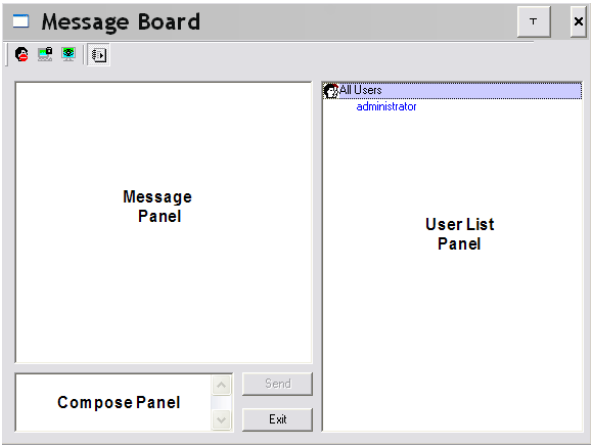 Message Board
T
×
All Users
administrator
Message
Panel
User List
Panel
Compose Panel
Send
Exit